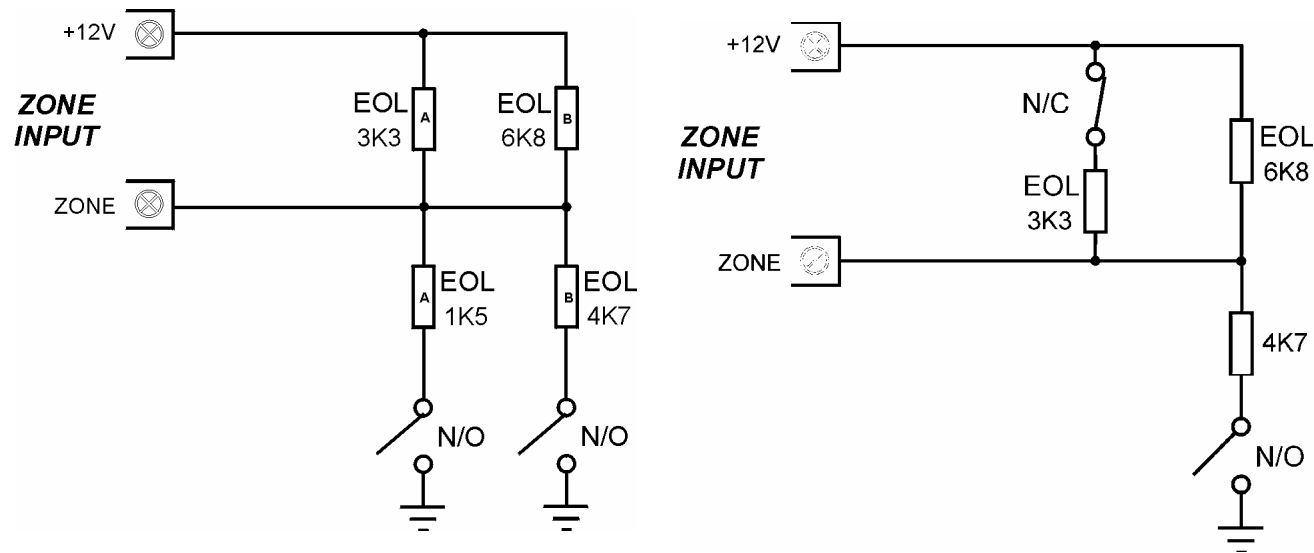 +12V
ZONE
INPUT
EOL
3K3
A
EOL
6K8
B
ZONE
A
EOL
1K5
B
EOL
4K7
N/O
N/O
+12V
ZONE
INPUT
N/C
EOL
3K3
EOL
6K8
ZONE
4K7
N/O